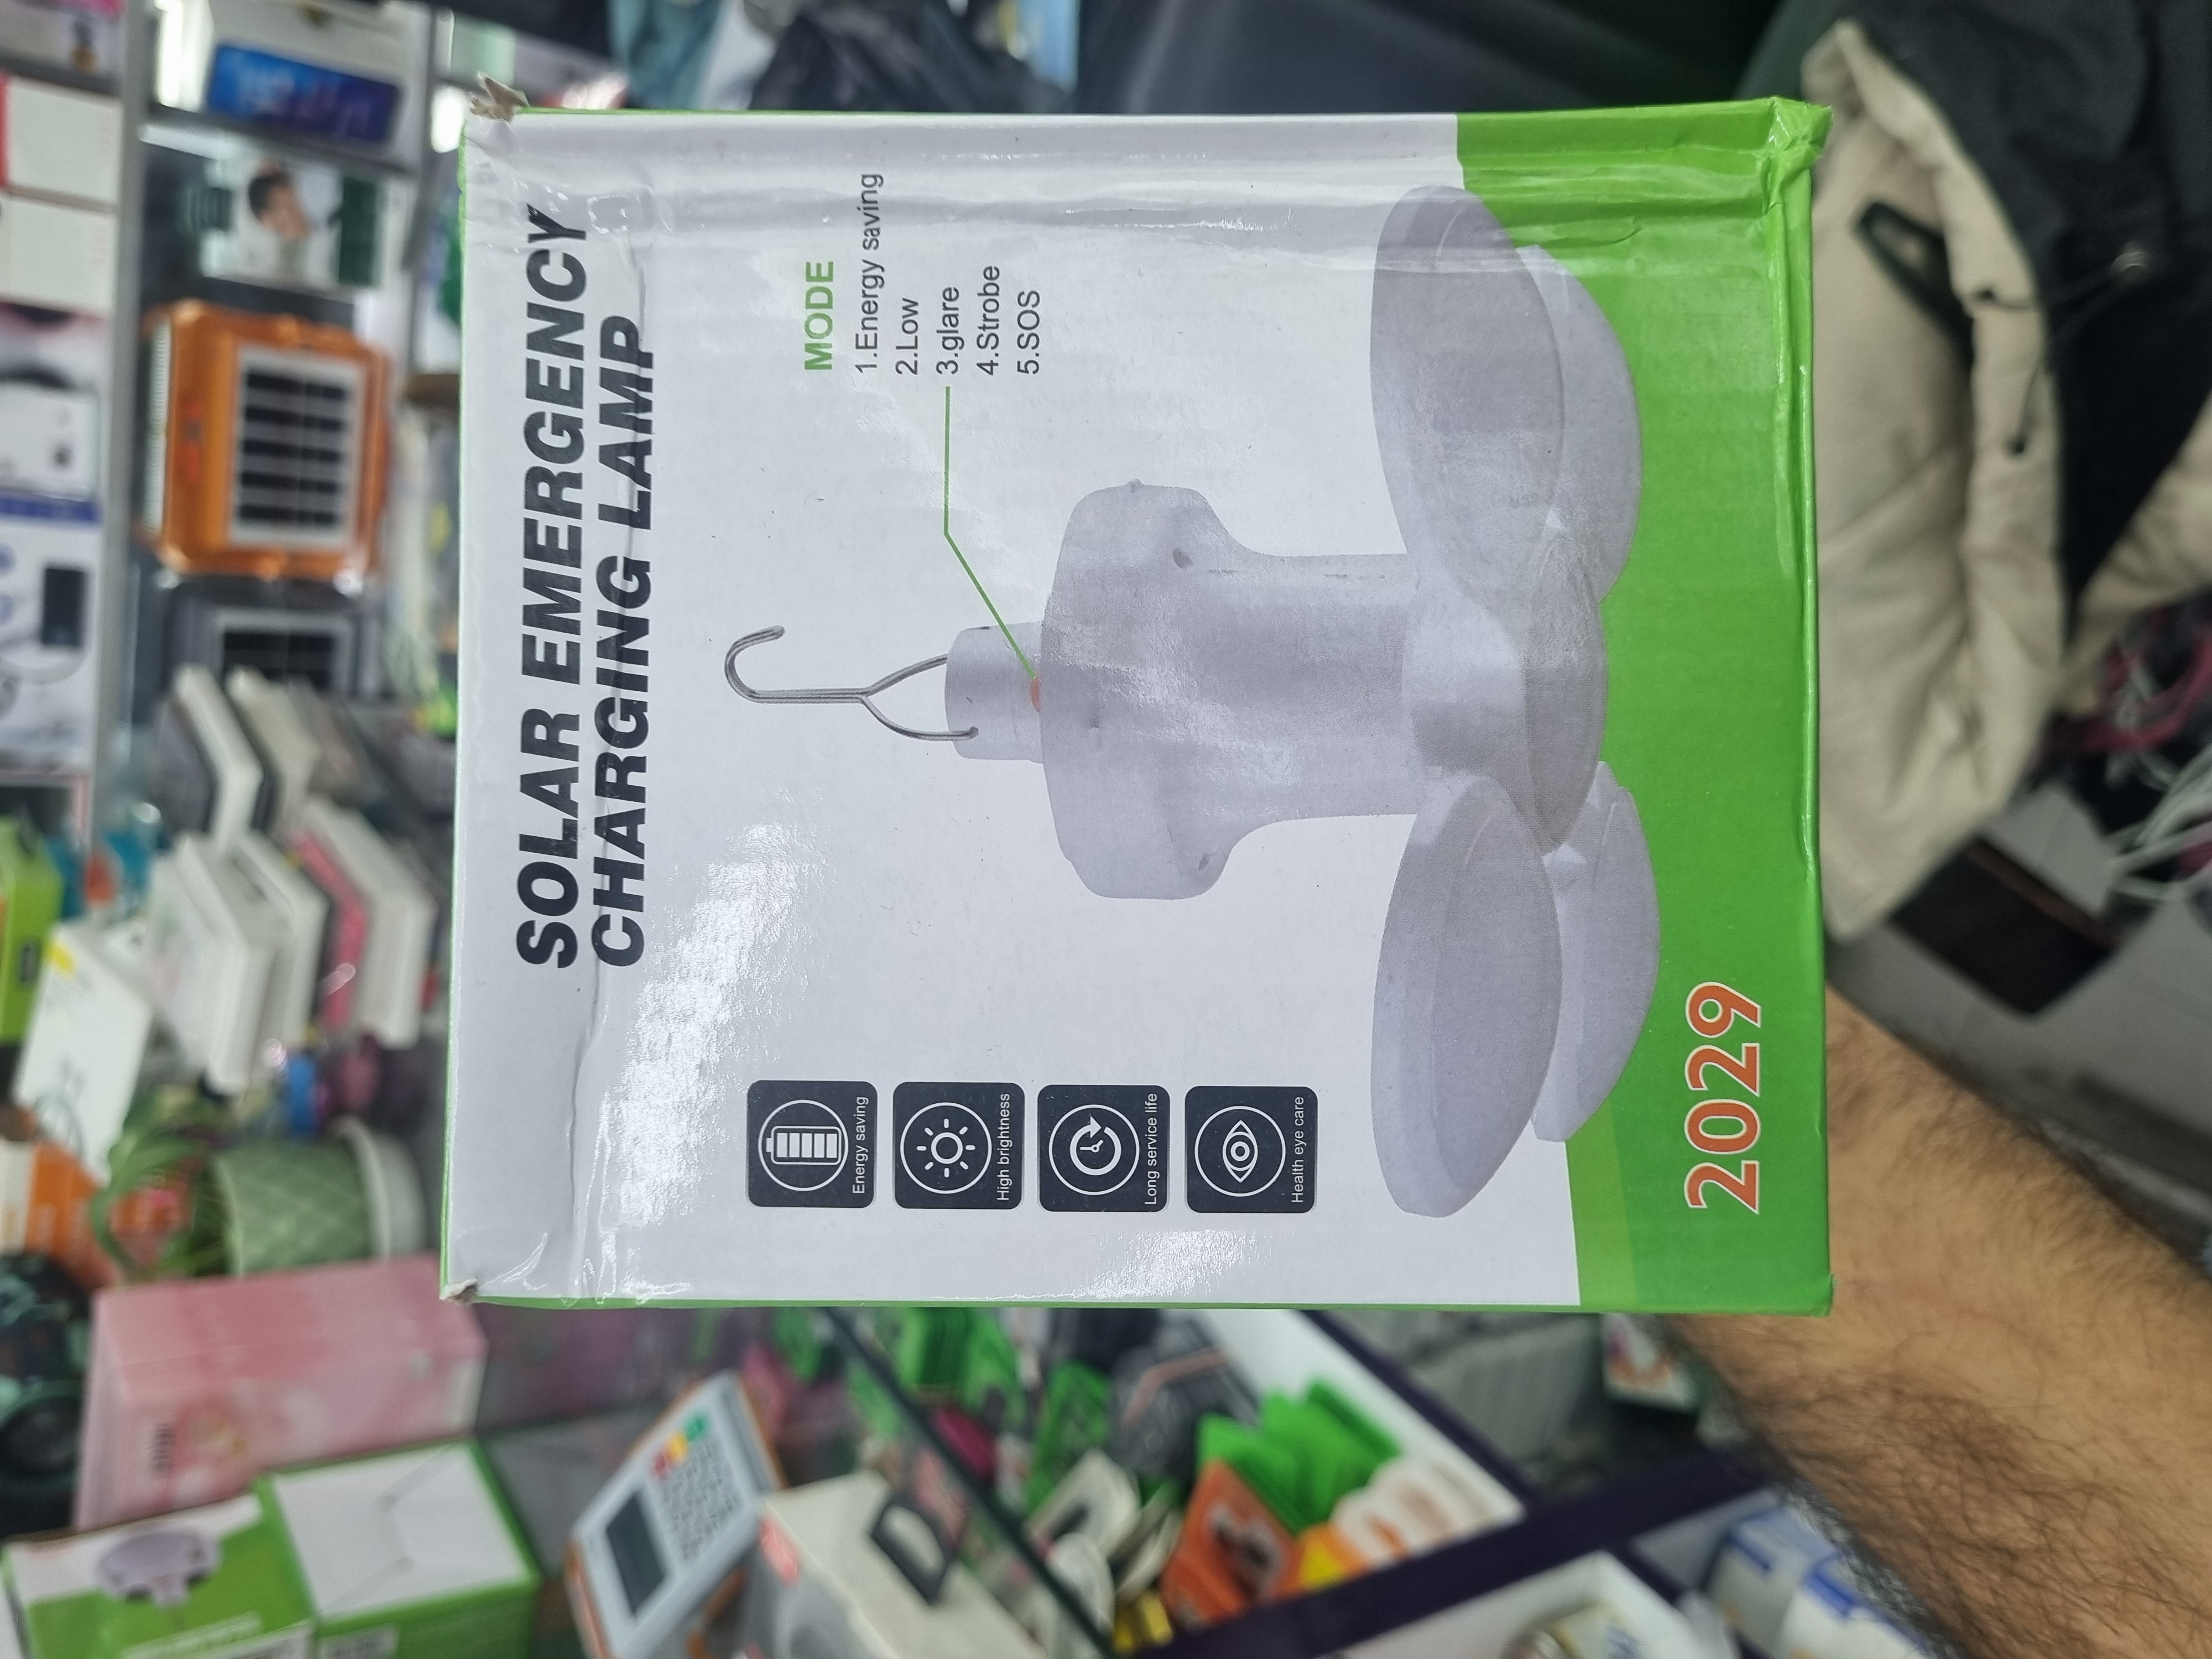 SOLAR EMERGENCY
CHARGING LAMP
MODE
1.Energy saving
2.Low
3.glare
4.Strobe
5.SOS
Energy saving
High brightness
Long service life
Health eye care
2029